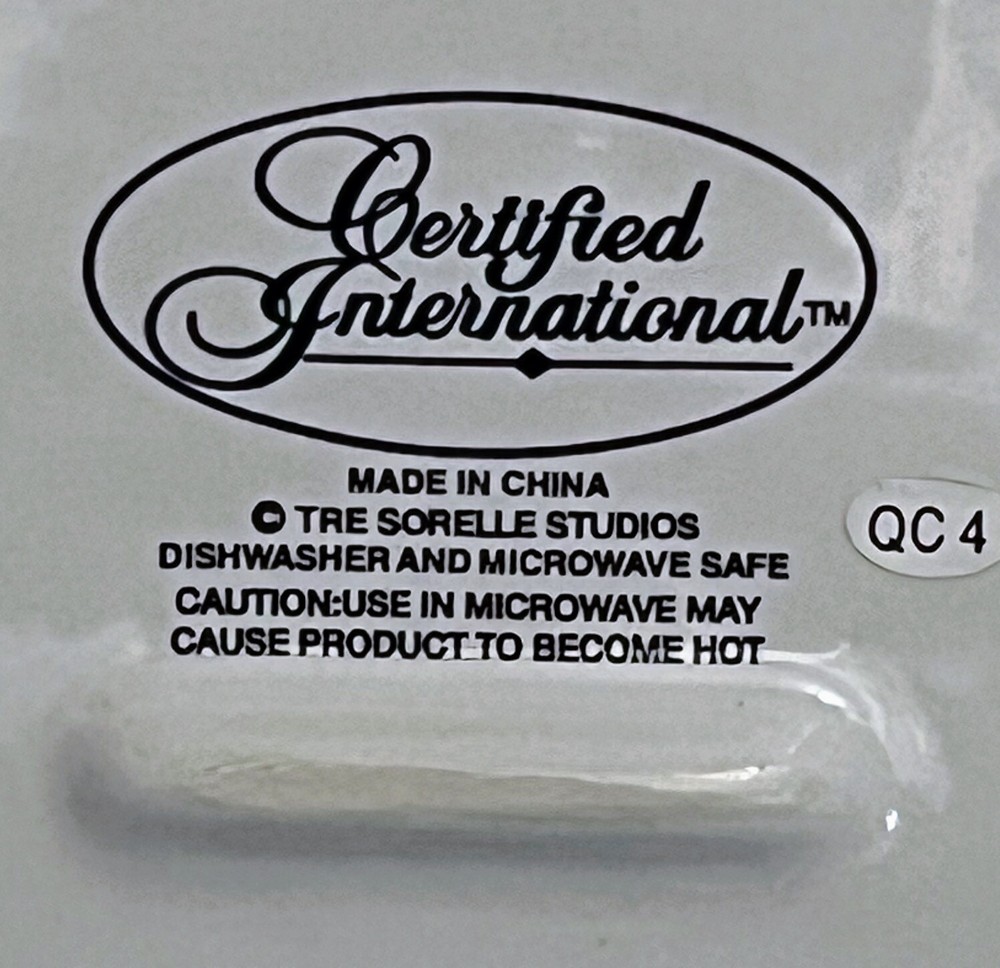 Certified
International™
MADE IN CHINA
© TRE SORELLE STUDIOS
DISHWASHER AND MICROWAVE SAFE
CAUTION:USE IN MICROWAVE MAY
CAUSE PRODUCT TO BECOME HOT
QC 4